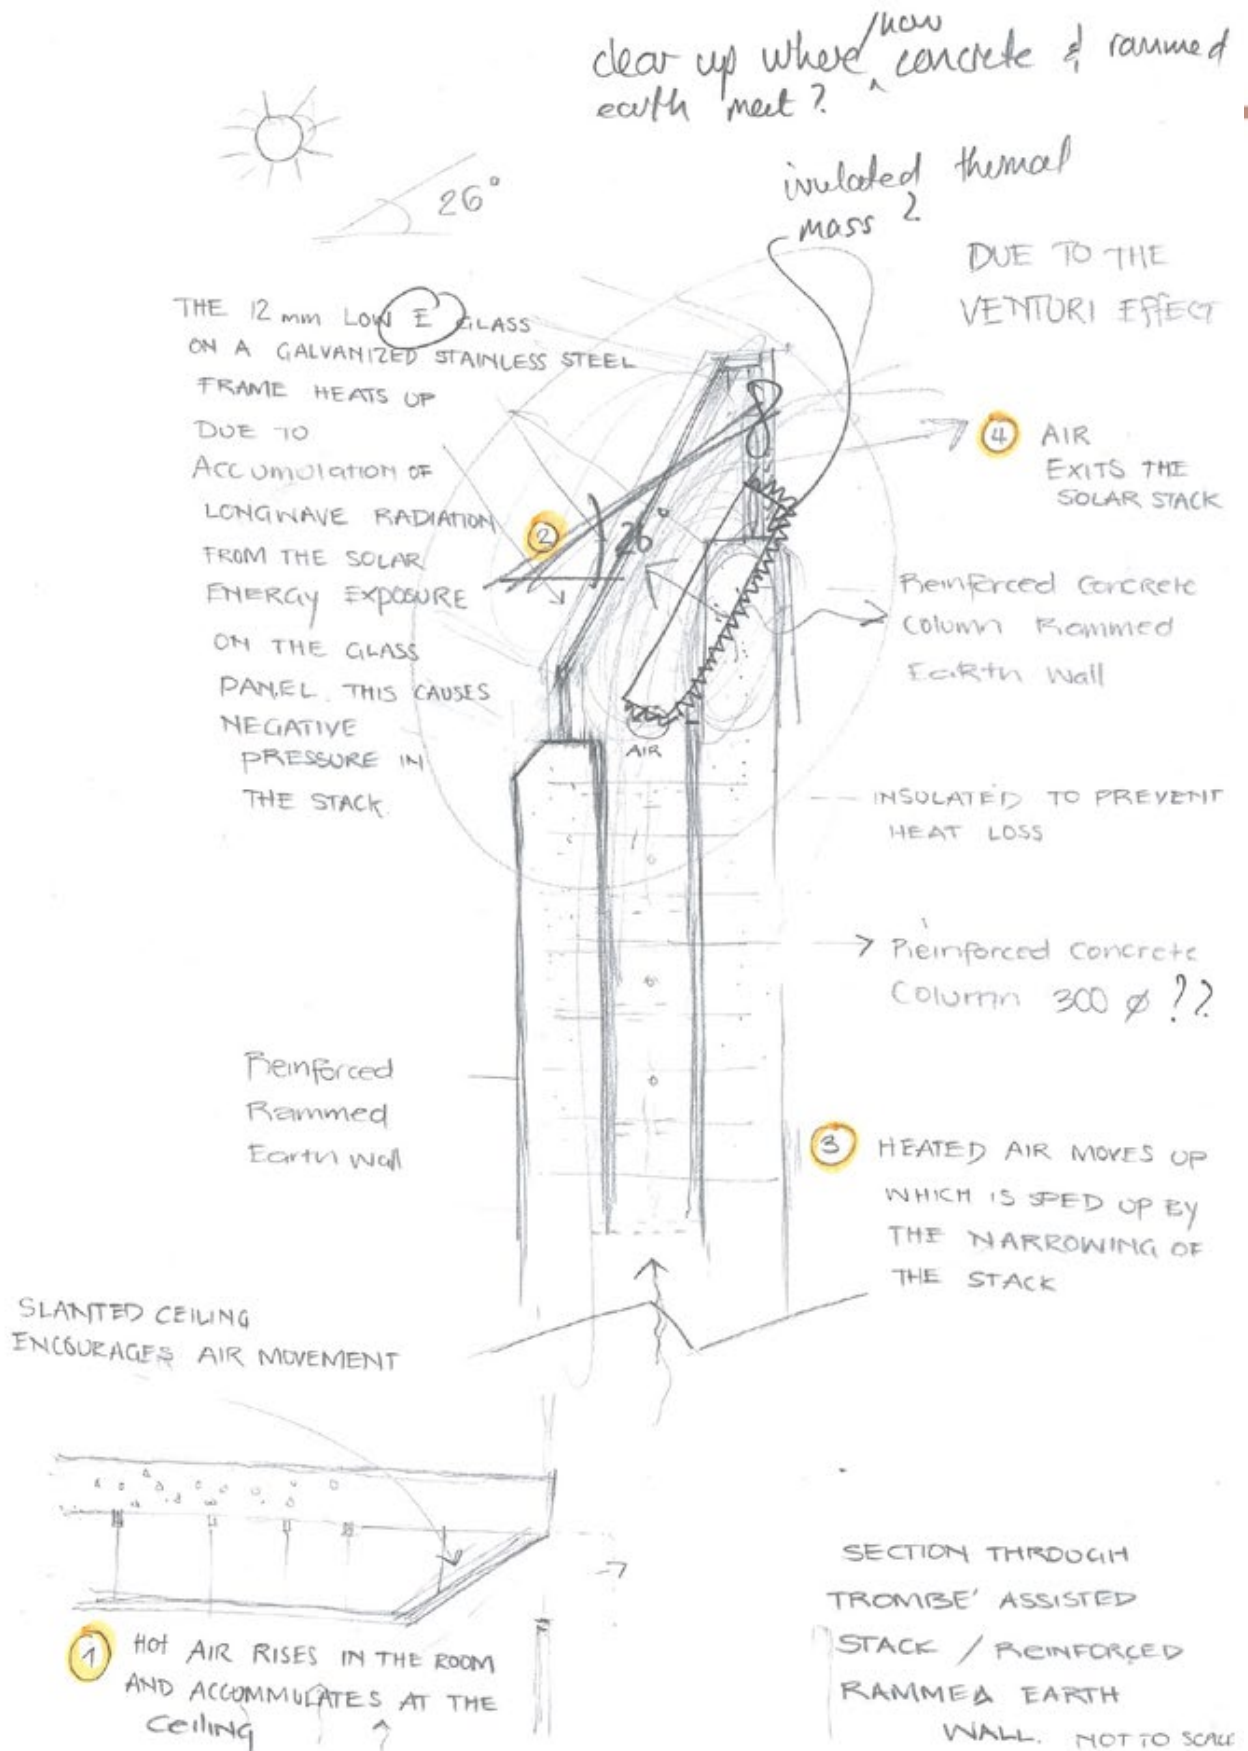 clear up where/how concrete & rammed
earth meet?
26°
insulated thermal
mass?
DUE TO THE
VENTURI EFFECT
THE 12 mm LOW E GLASS
ON A GALVANIZED STAINLESS STEEL
FRAME HEATS UP
DUE TO
ACCUMOLATION OF
LONGWAVE RADIATION
FROM THE SOLAR
ENERGY EXPOSURE
ON THE GLASS
PANEL. THIS CAUSES
NEGATIVE
PRESSURE IN
THE STACK.
2
26°
4 AIR
EXITS THE
SOLAR STACK
Reinforced Concrete
Column Rammed
Earth Wall
AIR
INSULATED TO PREVENT
HEAT LOSS
Reinforced Concrete
Column 300 ø ??
Reinforced
Rammed
Earth Wall
3 HEATED AIR MOVES UP
WHICH IS SPED UP BY
THE NARROWING OF
THE STACK
SLANTED CEILING
ENCOURAGES AIR MOVEMENT
1 HOT AIR RISES IN THE ROOM
AND ACCOMMULATES AT THE
CEILING
SECTION THROUGH
TROMBE' ASSISTED
STACK / REINFORCED
RAMMED EARTH
WALL. NOT TO SCALE